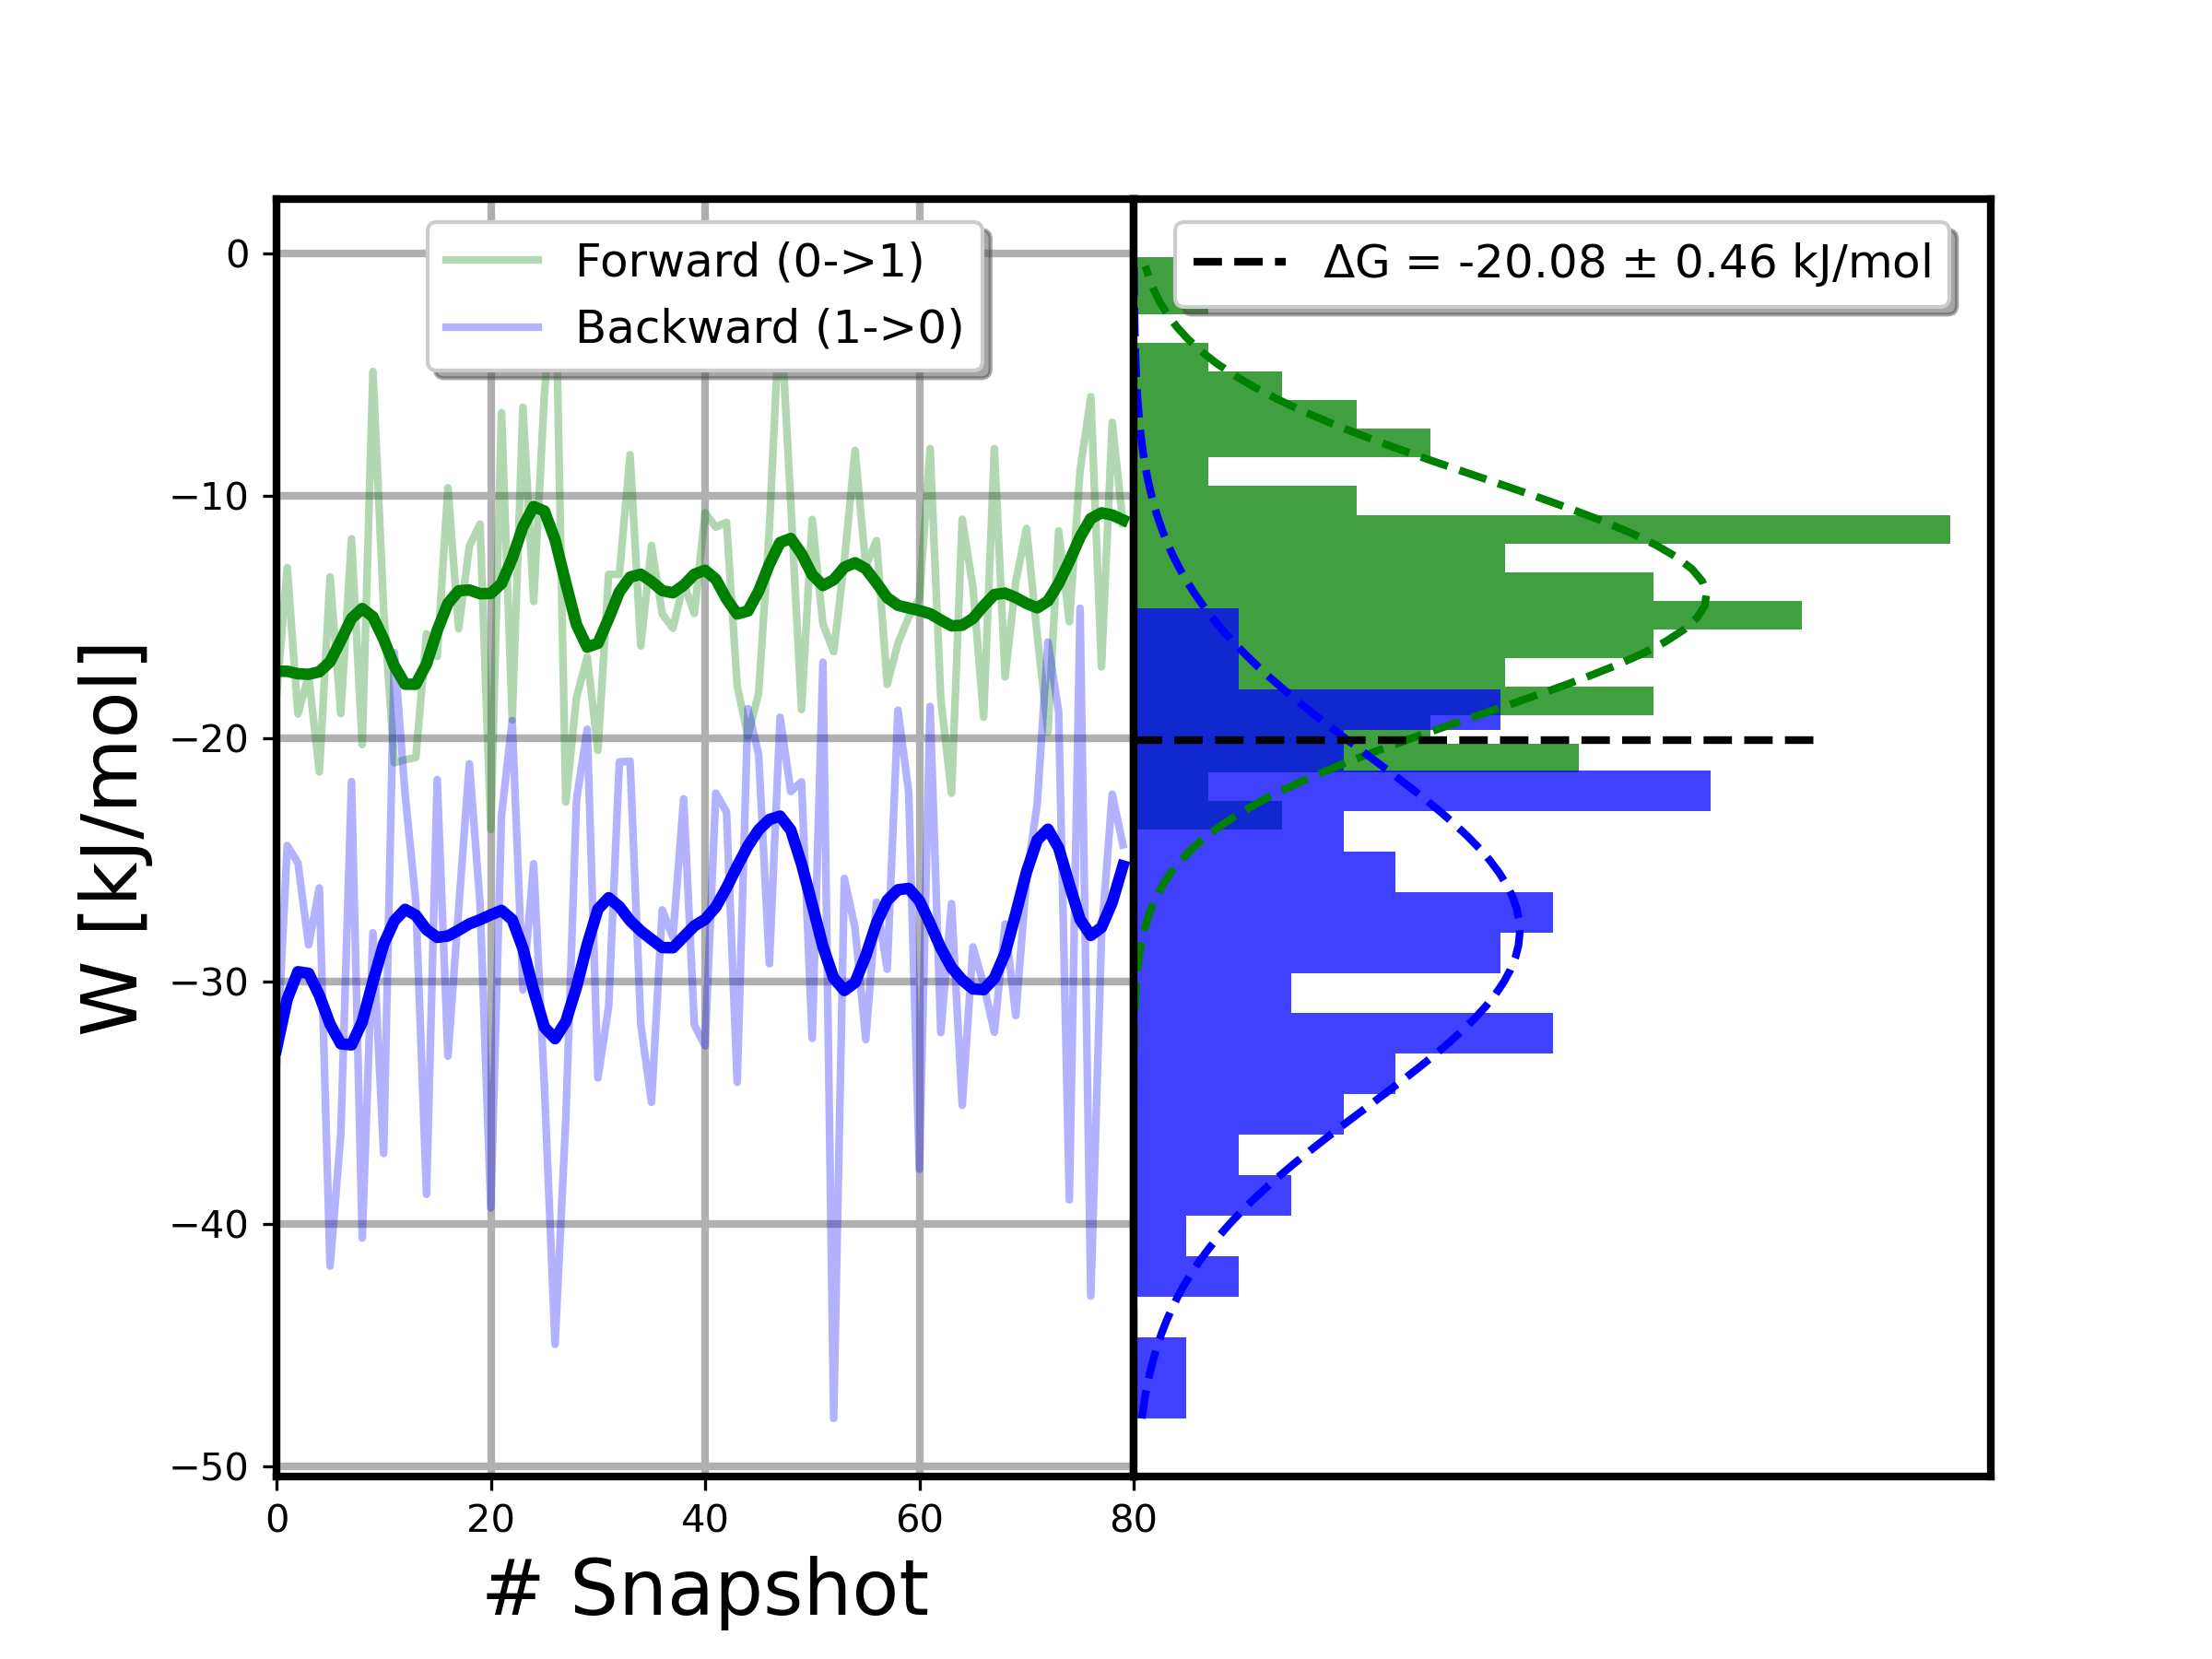 Forward (0->1)
Backward (1->0)
ΔG = -20.08 ± 0.46 kJ/mol
W [kJ/mol]
0
−10
−20
−30
−40
−50
0 20 40 60 80
# Snapshot